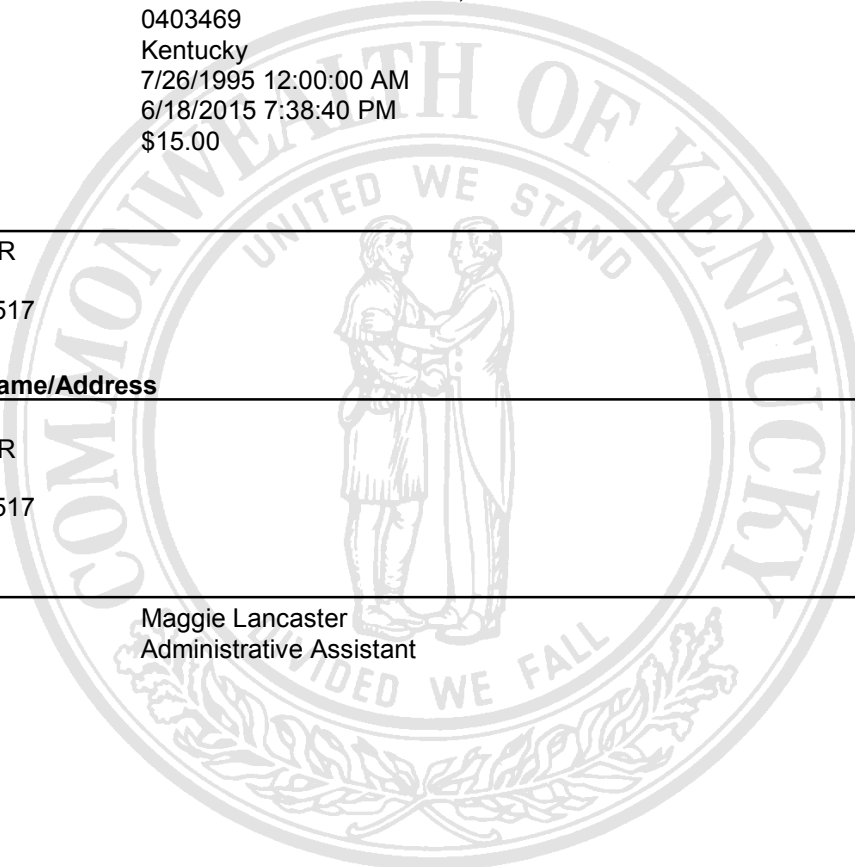 0403469
Kentucky
7/26/1995 12:00:00 AM
6/18/2015 7:38:40 PM
$15.00
COMMONWEALTH OF KENTUCKY
UNITED WE STAND
R
517
ame/Address
R
517
Maggie Lancaster
Administrative Assistant
DIVIDED WE FALL